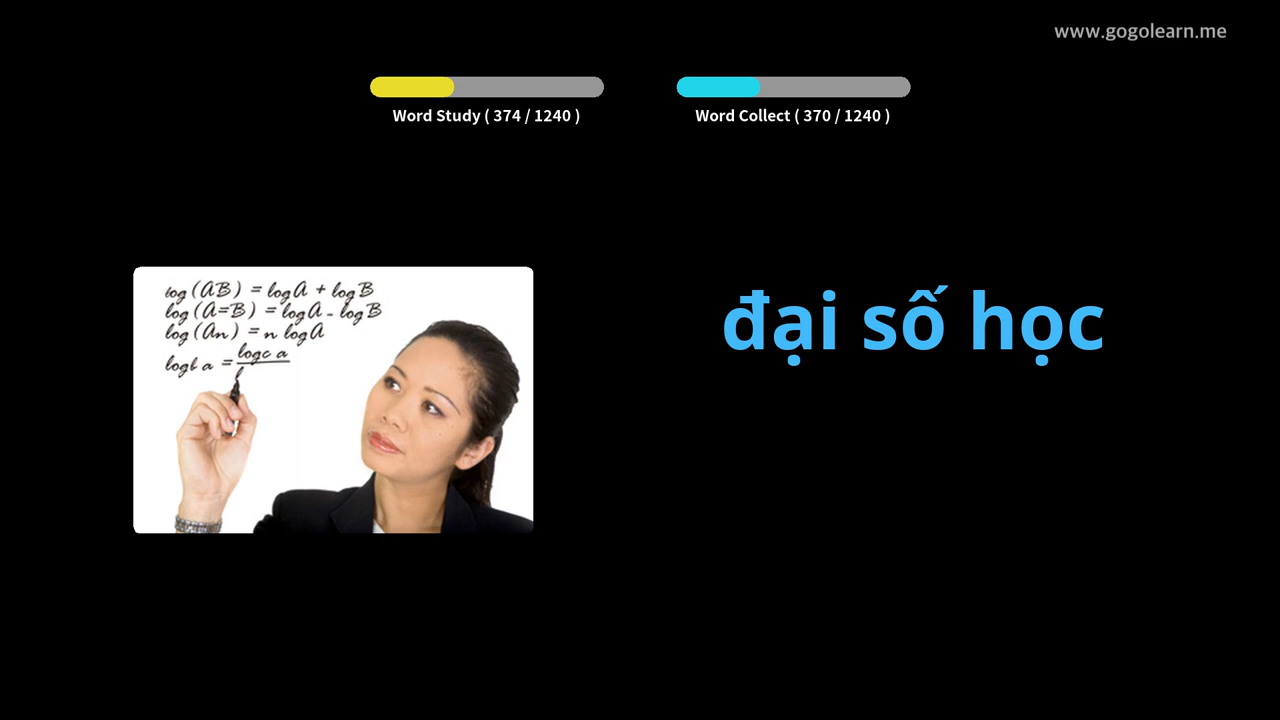 www.gogolearn.me
Word Study ( 374 / 1240 )
Word Collect ( 370 / 1240 )
log (AB) = log A + log B
log (A=B) = log A - log B
log (An) = n log A
logb a = logc a
đại số học